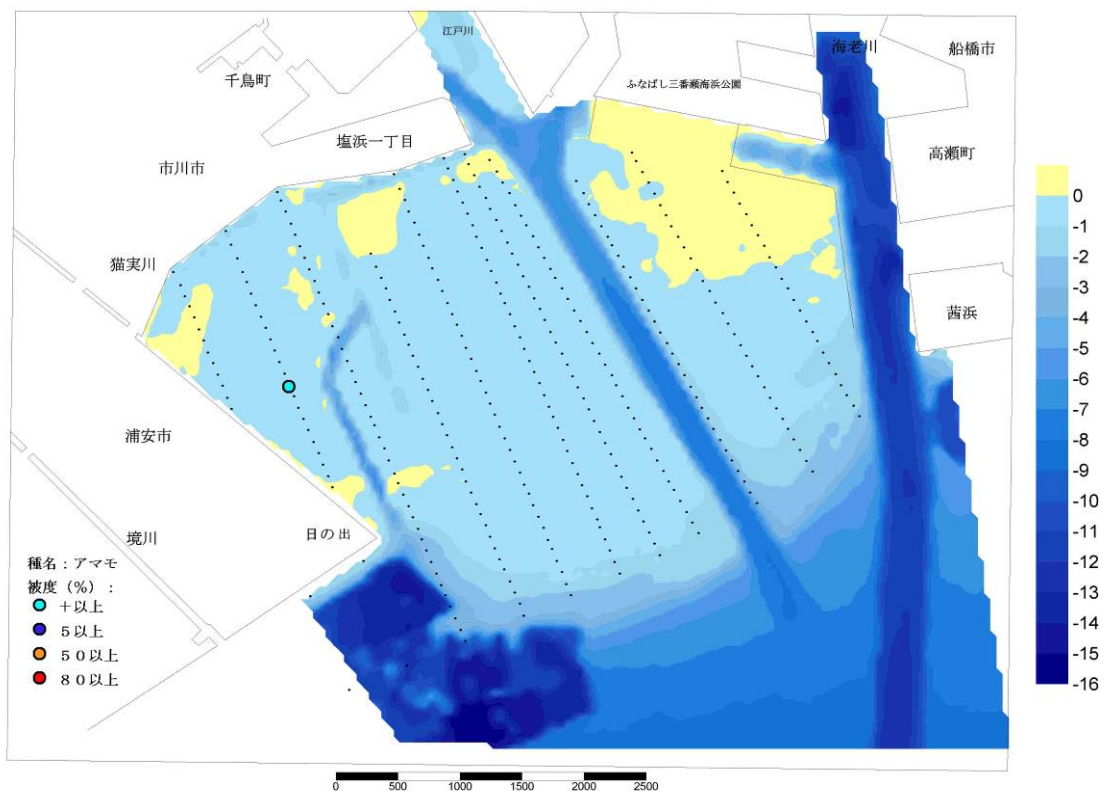 江戸川
海老川
船橋市
千鳥町
ふなばし三番瀬海浜公園
塩浜一丁目
高瀬町
市川市
猫実川
茜浜
浦安市
境川
日の出
種名：アマモ
被度（％）：
＋以上
５以上
５０以上
８０以上
0
-1
-2
-3
-4
-5
-6
-7
-8
-9
-10
-11
-12
-13
-14
-15
-16
0 500 1000 1500 2000 2500